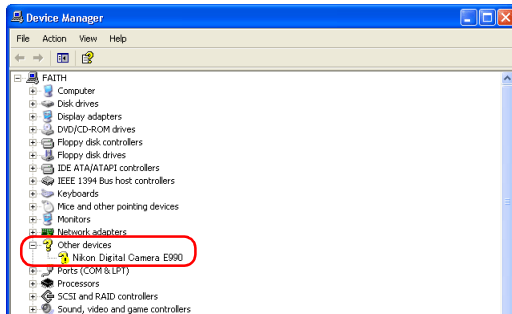 Device Manager
File Action View Help
FAITH
Computer
Disk drives
Display adapters
DVD/CD-ROM drives
Floppy disk controllers
Floppy disk drives
IDE ATA/ATAPI controllers
IEEE 1394 Bus host controllers
Keyboards
Mice and other pointing devices
Monitors
Network adapters
Other devices
Nikon Digital Camera E990
Ports (COM & LPT)
Processors
SCSI and RAID controllers
Sound, video and game controllers